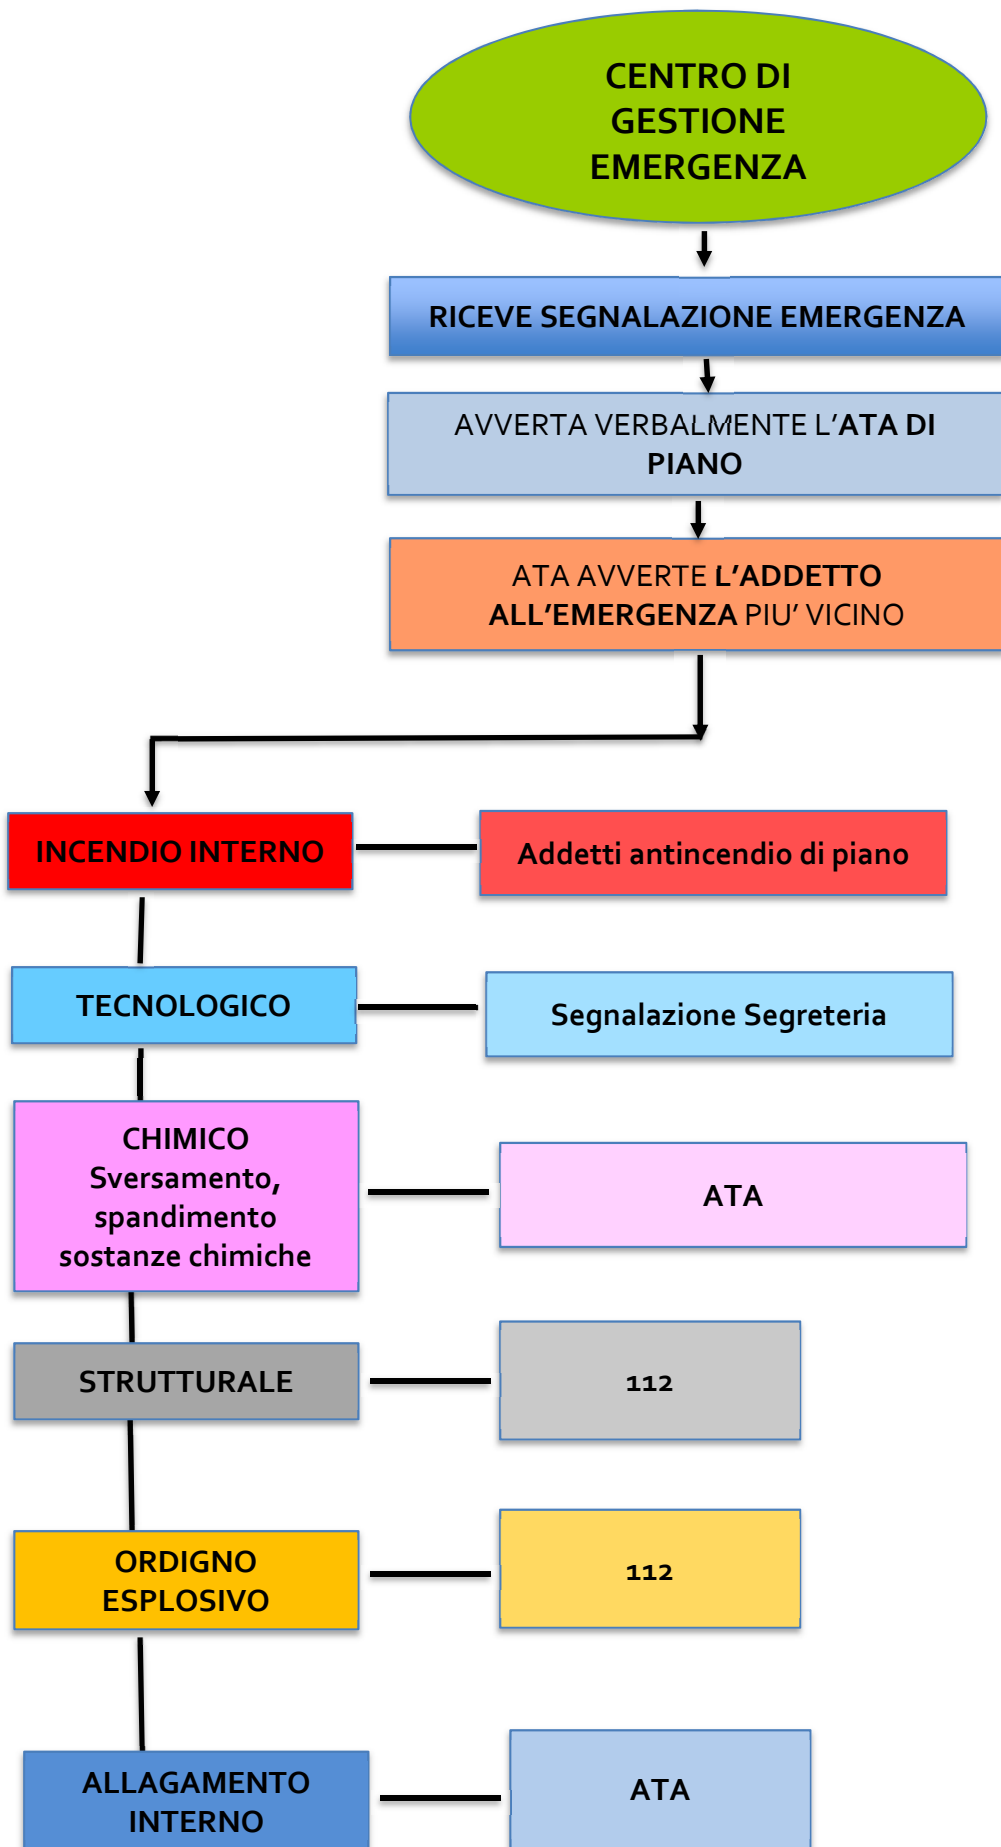 CENTRO DI
GESTIONE
EMERGENZA
RICEVE SEGNALAZIONE EMERGENZA
AVVERTA VERBALMENTE L’ATA DI
PIANO
ATA AVVERTE L’ADDETTO
ALL’EMERGENZA PIU’ VICINO
INCENDIO INTERNO
Addetti antincendio di piano
TECNOLOGICO
Segnalazione Segreteria
CHIMICO
Sversamento,
spandimento
sostanze chimiche
ATA
STRUTTURALE
112
ORDIGNO
ESPLOSIVO
112
ALLAGAMENTO
INTERNO
ATA